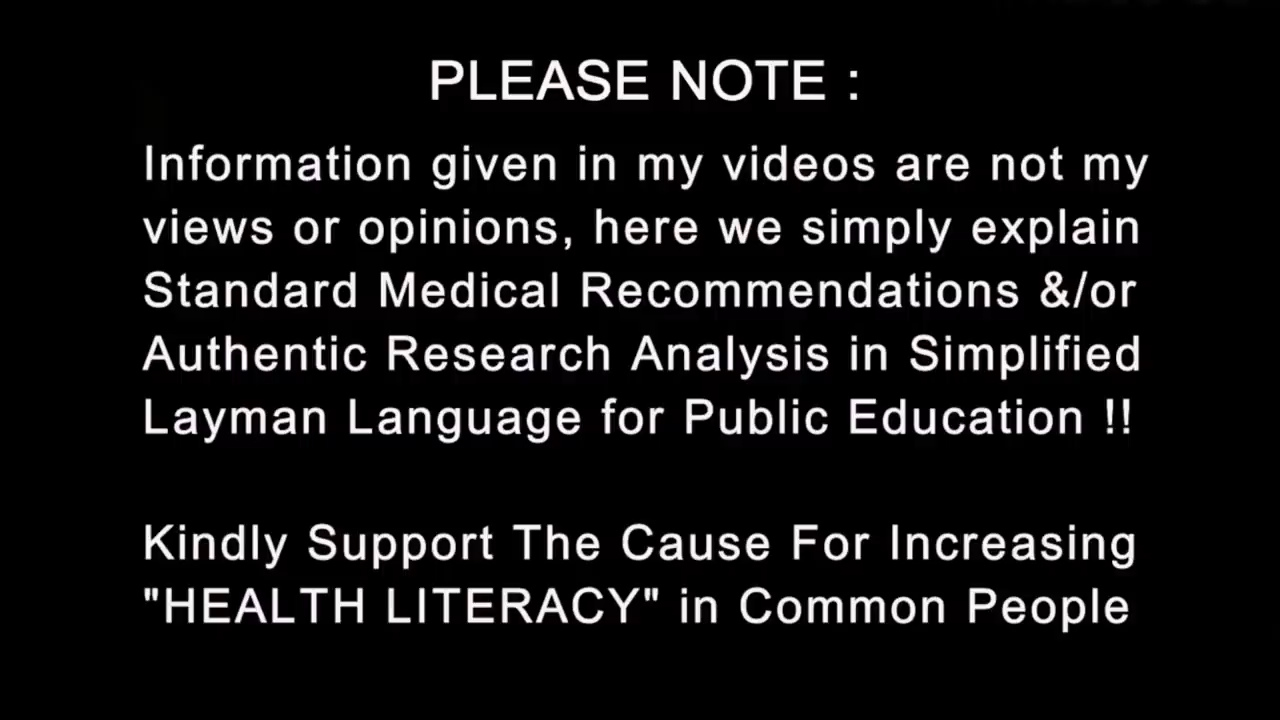 PLEASE NOTE :
Information given in my videos are not my
views or opinions, here we simply explain
Standard Medical Recommendations &/or
Authentic Research Analysis in Simplified
Layman Language for Public Education !!
Kindly Support The Cause For Increasing
"HEALTH LITERACY" in Common People